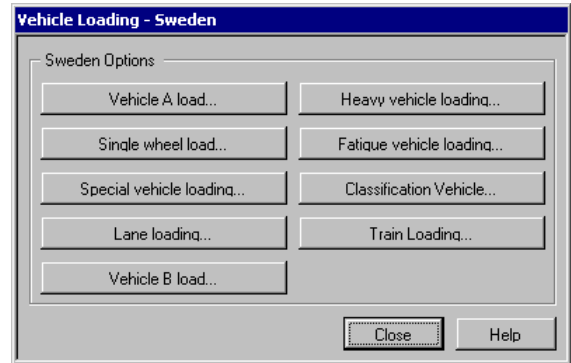 Vehicle Loading - Sweden
Sweden Options
Vehicle A load...
Heavy vehicle loading...
Single wheel load...
Fatigue vehicle loading...
Special vehicle loading...
Classification Vehicle...
Lane loading...
Train Loading...
Vehicle B load...
Close
Help